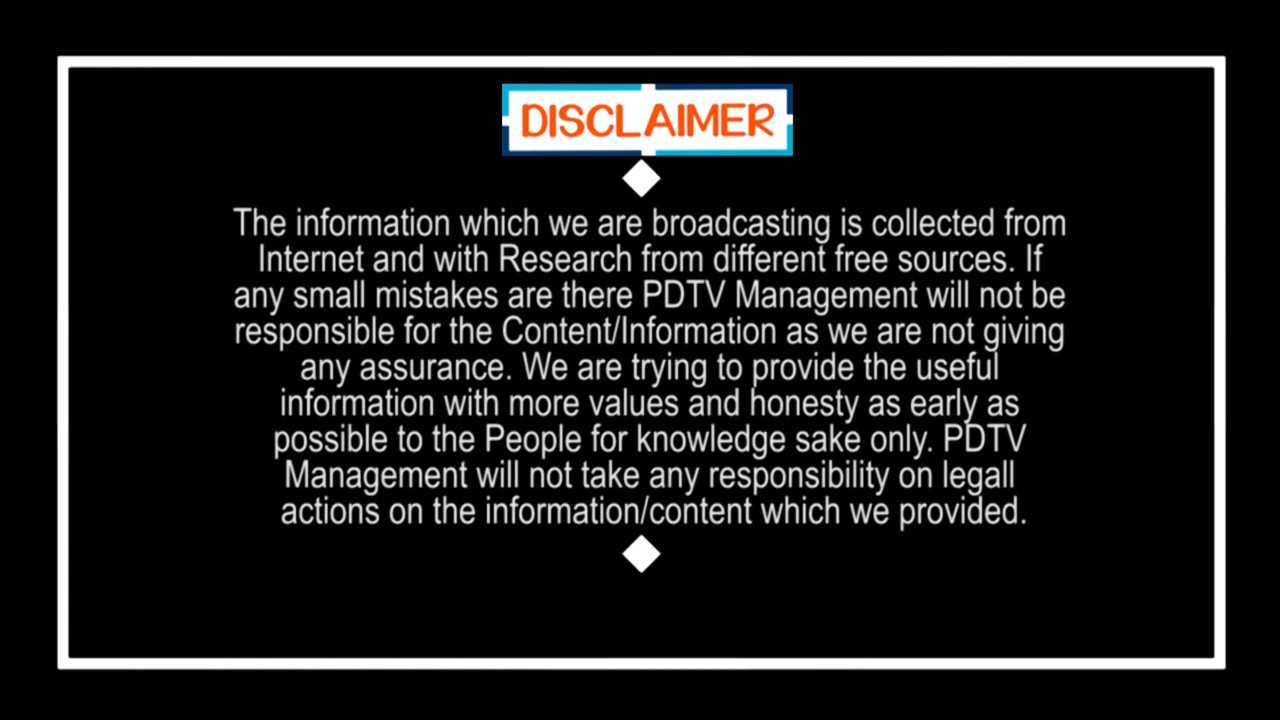 DISCLAIMER
The information which we are broadcasting is collected from
Internet and with Research from different free sources. If
any small mistakes are there PDTV Management will not be
responsible for the Content/Information as we are not giving
any assurance. We are trying to provide the useful
information with more values and honesty as early as
possible to the People for knowledge sake only. PDTV
Management will not take any responsibility on legall
actions on the information/content which we provided.